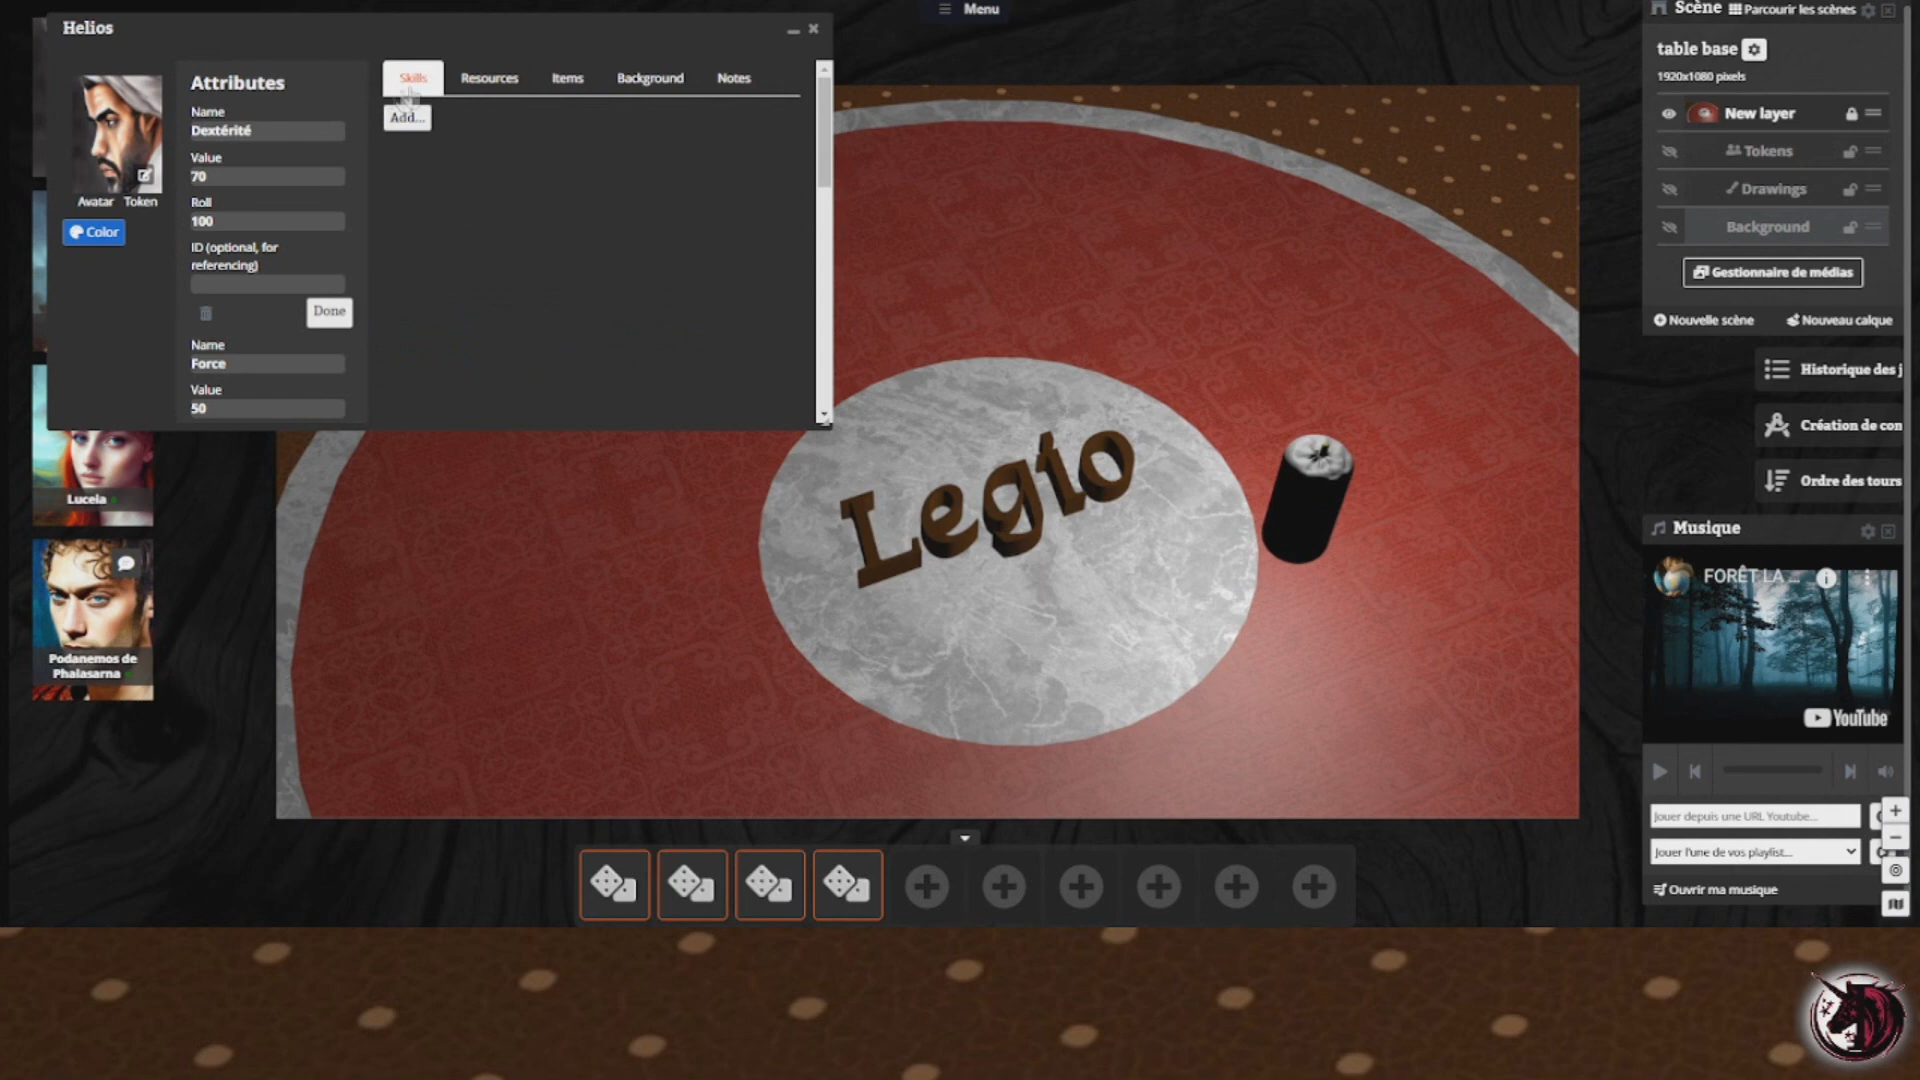 Helios
Attributes
Name
Dextérité
Value
70
Roll
100
ID (optional, for
referencing)
Done
Name
Force
Value
50
Avatar Token
Color
Skills Resources Items Background Notes
Add...
Menu
Lucela
Podanemos de
Phalasarna
Legio
Scène Parcourir les scènes
table base
1920x1080 pixels
New layer
Tokens
Drawings
Background
Gestionnaire de médias
Nouvelle scène Nouveau calque
Historique des j
Création de con
Ordre des tours
Musique
FORÊT LA ...
YouTube
Jouer depuis une URL Youtube...
Jouer l'une de vos playlist...
Ouvrir ma musique